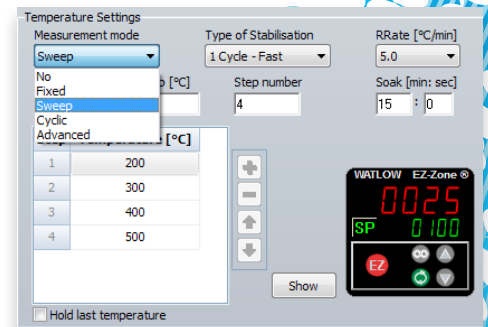 Temperature Settings
Measurement mode
Type of Stabilisation
RRate [°C/min]
Sweep
1 Cycle - Fast
5.0
No
Fixed
Sweep
Cyclic
Advanced
[°C]
Step number
Soak [min: sec]
4
15 : 0
[°C]
1 200
2 300
3 400
4 500
WATLOW EZ-Zone ®
0025
SP 0100
EZ
Show
Hold last temperature